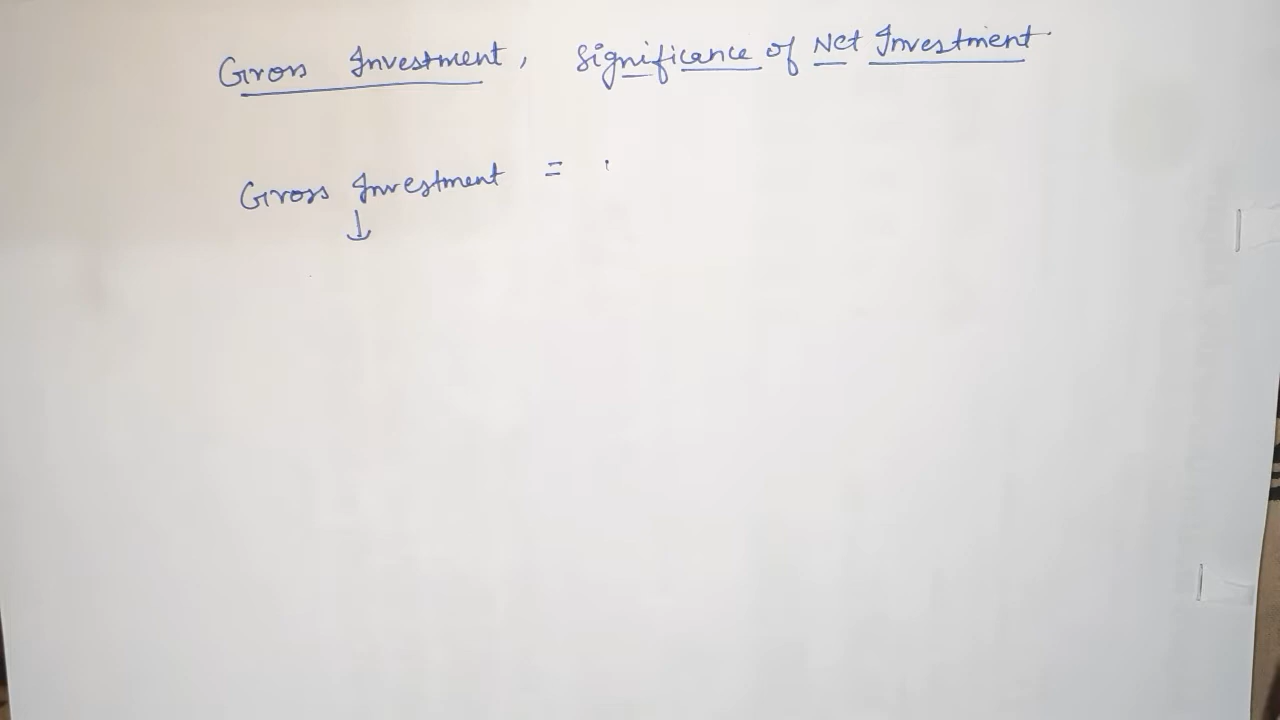 Gross Investment, Significance of Net Investment
Gross Investment =
↓